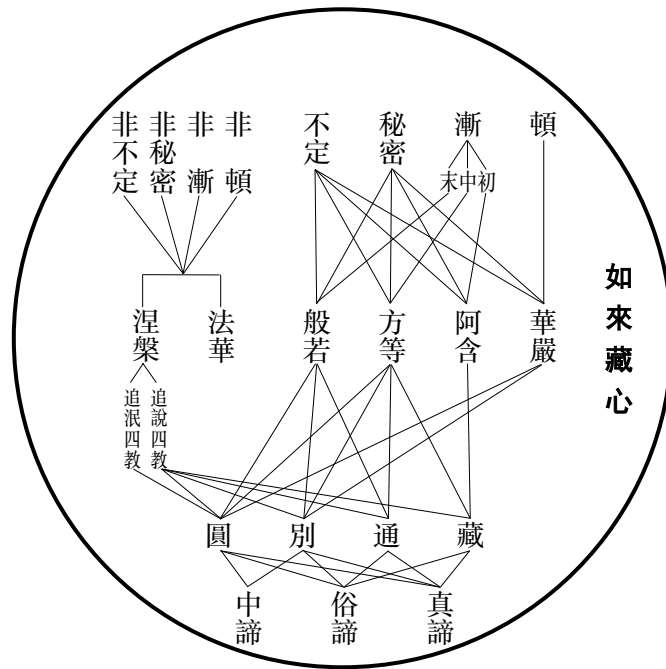 如來藏心
頓
漸
秘密
不定
非頓
非漸
非秘密
非不定
初
中
末
華嚴
阿含
方等
般若
法華
涅槃
追說四教
追泯四教
藏
通
別
圓
真諦
俗諦
中諦